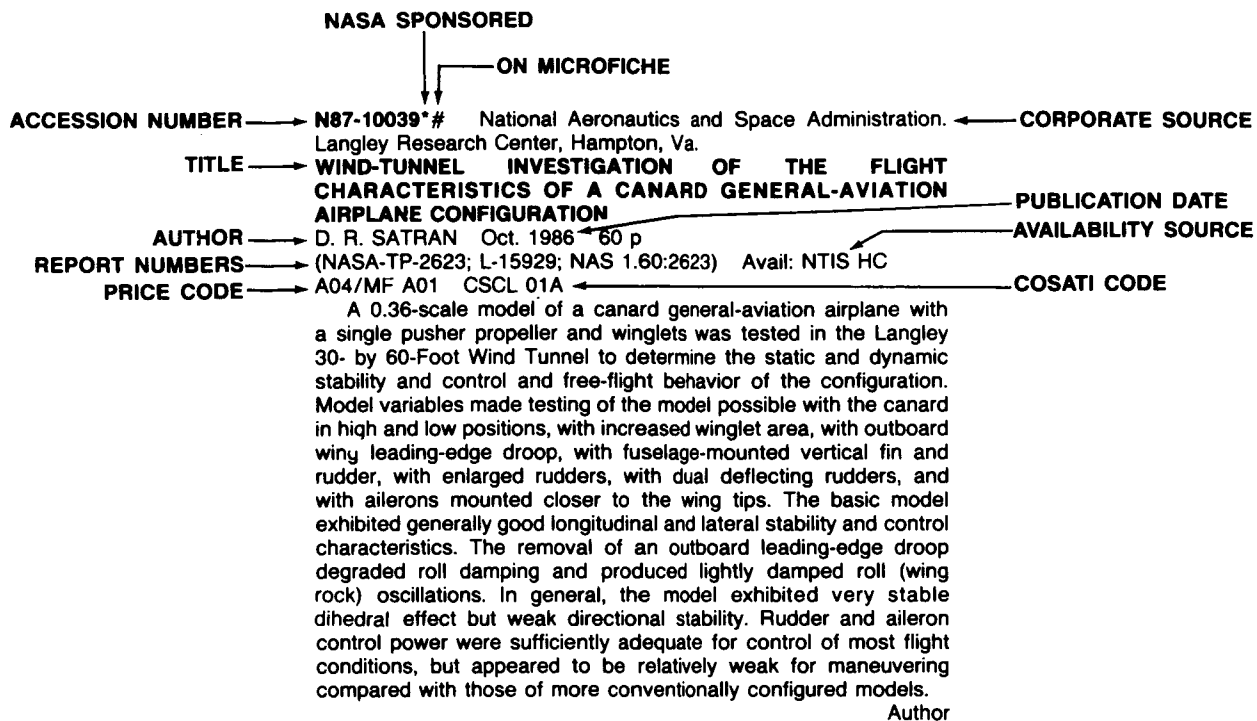 NASA SPONSORED
ON MICROFICHE
ACCESSION NUMBER N87-10039*# National Aeronautics and Space Administration. CORPORATE SOURCE
Langley Research Center, Hampton, Va.
TITLE WIND-TUNNEL INVESTIGATION OF THE FLIGHT
CHARACTERISTICS OF A CANARD GENERAL-AVIATION
AIRPLANE CONFIGURATION PUBLICATION DATE
AUTHOR D. R. SATRAN Oct. 1986 60 p AVAILABILITY SOURCE
REPORT NUMBERS (NASA-TP-2623; L-15929; NAS 1.60:2623) Avail: NTIS HC
PRICE CODE A04/MF A01 CSCL 01A COSATI CODE
A 0.36-scale model of a canard general-aviation airplane with
a single pusher propeller and winglets was tested in the Langley
30- by 60-Foot Wind Tunnel to determine the static and dynamic
stability and control and free-flight behavior of the configuration.
Model variables made testing of the model possible with the canard
in high and low positions, with increased winglet area, with outboard
wing leading-edge droop, with fuselage-mounted vertical fin and
rudder, with enlarged rudders, with dual deflecting rudders, and
with ailerons mounted closer to the wing tips. The basic model
exhibited generally good longitudinal and lateral stability and control
characteristics. The removal of an outboard leading-edge droop
degraded roll damping and produced lightly damped roll (wing
rock) oscillations. In general, the model exhibited very stable
dihedral effect but weak directional stability. Rudder and aileron
control power were sufficiently adequate for control of most flight
conditions, but appeared to be relatively weak for maneuvering
compared with those of more conventionally configured models.
Author